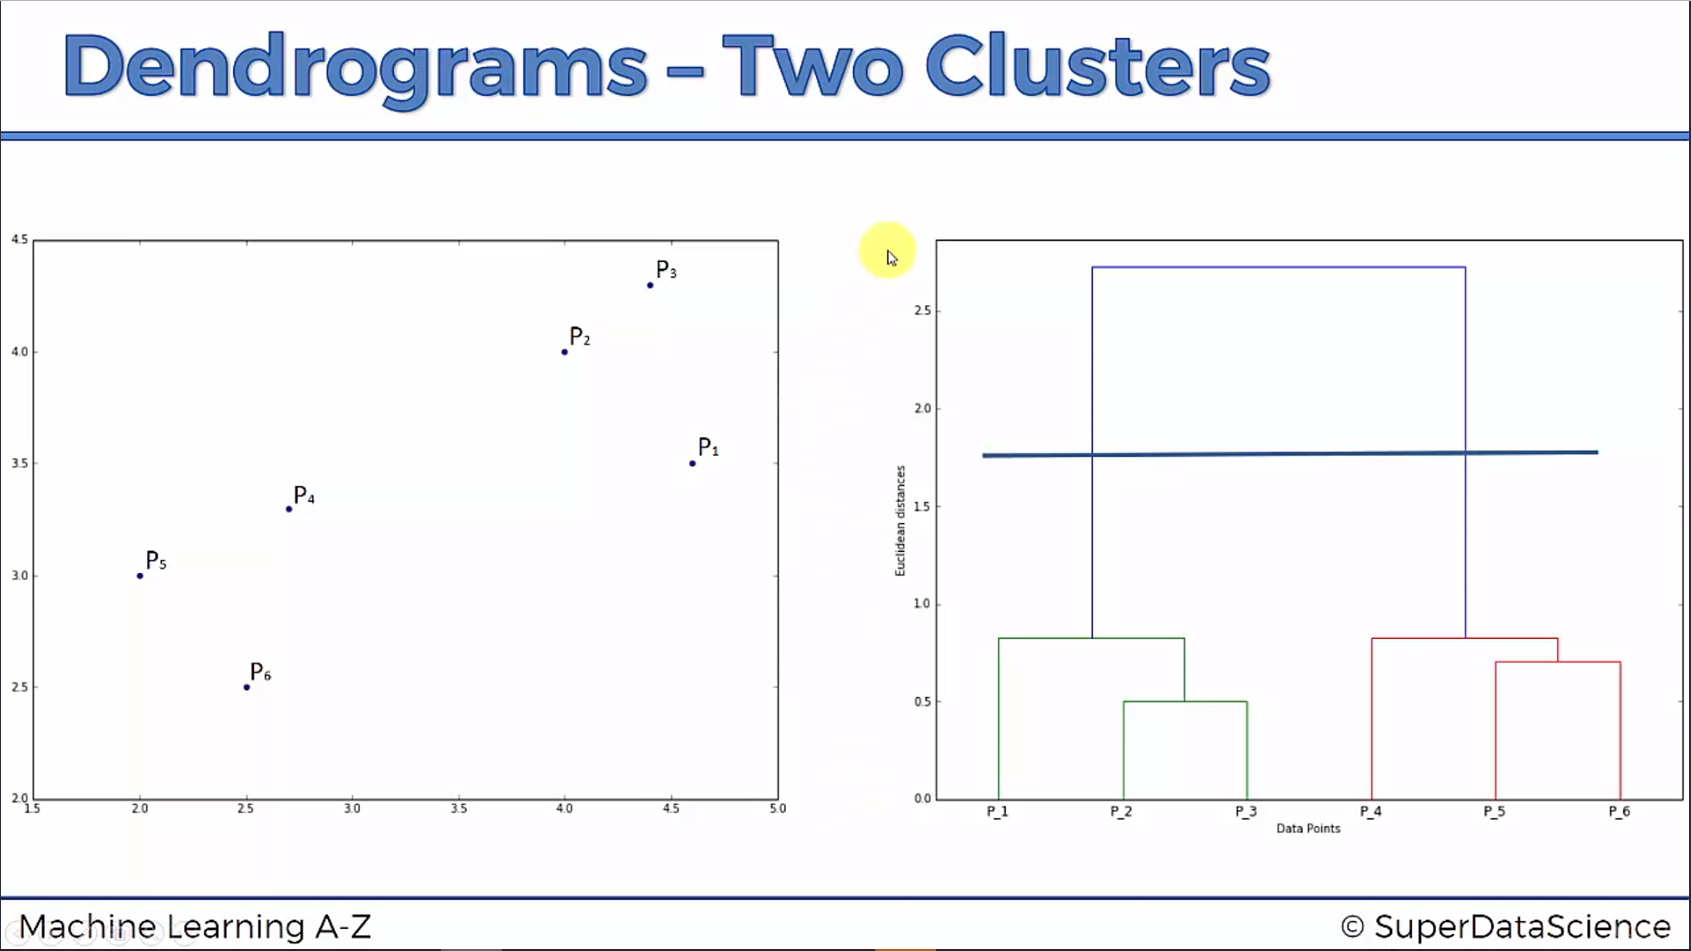 Dendrograms – Two Clusters
4.5
4.0
3.5
3.0
2.5
2.0
1.5 2.0 2.5 3.0 3.5 4.0 4.5 5.0
P3
P2
P1
P4
P5
P6
2.5
2.0
1.5
1.0
0.5
0.0
Euclidean distances
P_1 P_2 P_3 P_4 P_5 P_6
Data Points
Machine Learning A-Z
© SuperDataScience